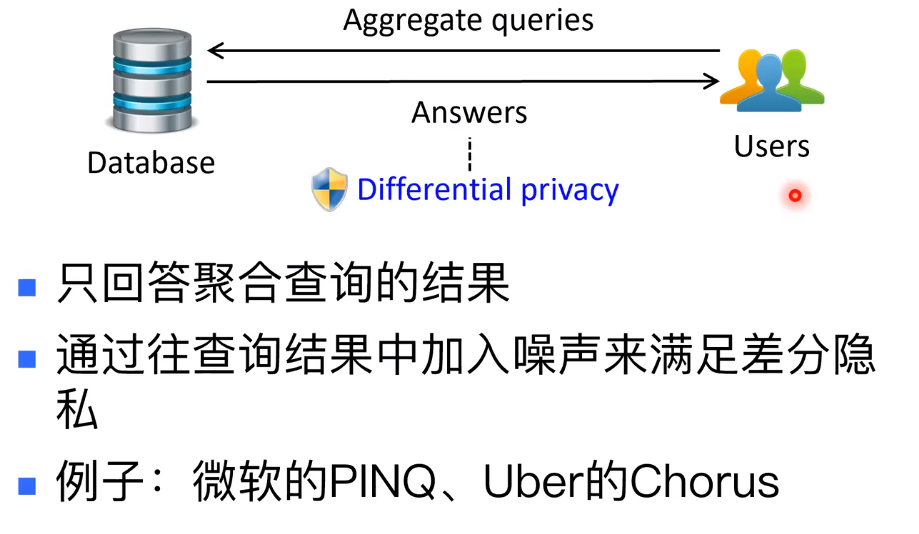 Aggregate queries
Answers
Database
Users
Differential privacy
只回答聚合查询的结果
通过往查询结果中加入噪声来满足差分隐
私
例子：微软的PINQ、Uber的Chorus